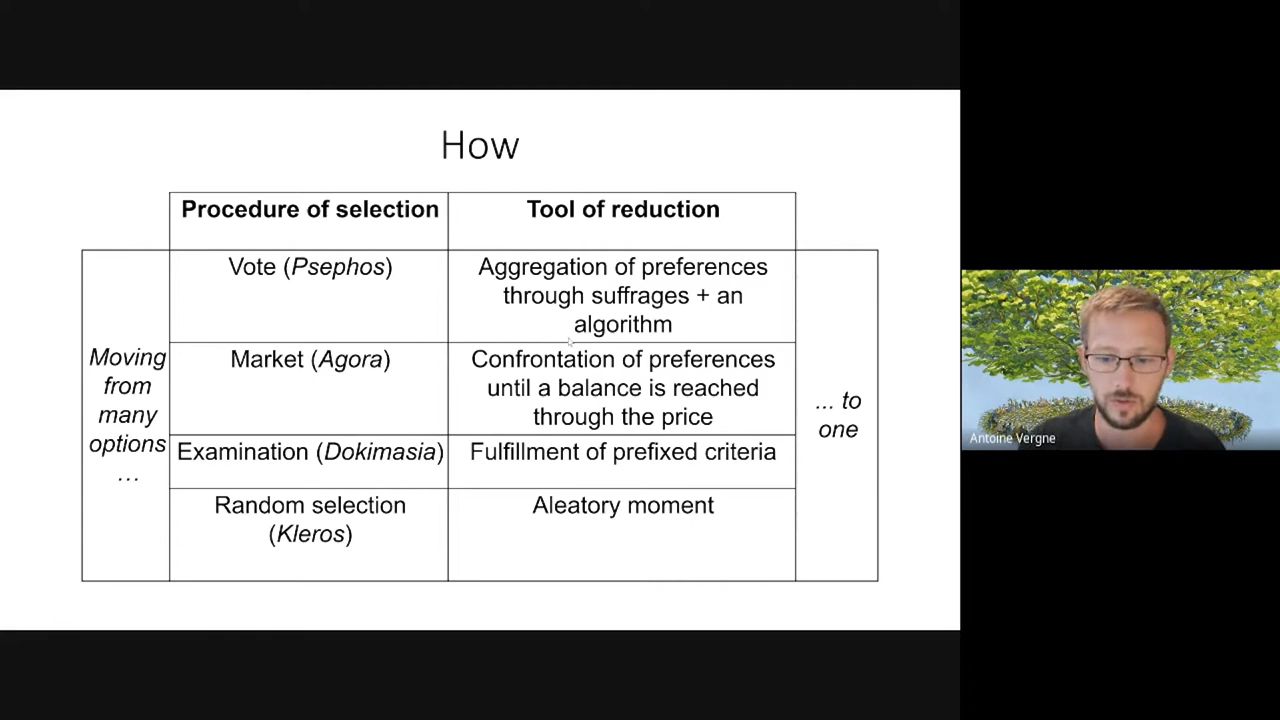 How
Procedure of selection
Tool of reduction
Moving
from
many
options
...
Vote (Psephos)
Aggregation of preferences
through suffrages + an
algorithm
Market (Agora)
Confrontation of preferences
until a balance is reached
through the price
Examination (Dokimasia)
Fulfillment of prefixed criteria
Random selection
(Kleros)
Aleatory moment
... to
one
Antoine Vergne